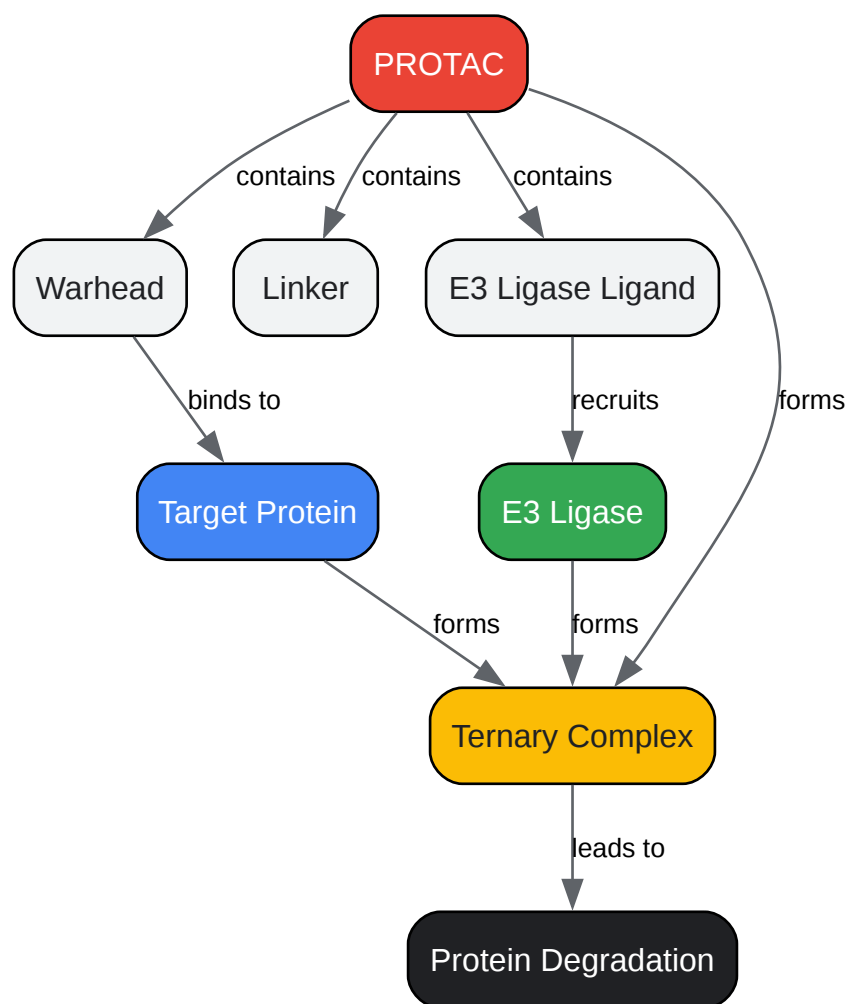 PROTAC
contains
contains
contains
Warhead
Linker
E3 Ligase Ligand
binds to
recruits
forms
Target Protein
E3 Ligase
forms
forms
Ternary Complex
leads to
Protein Degradation